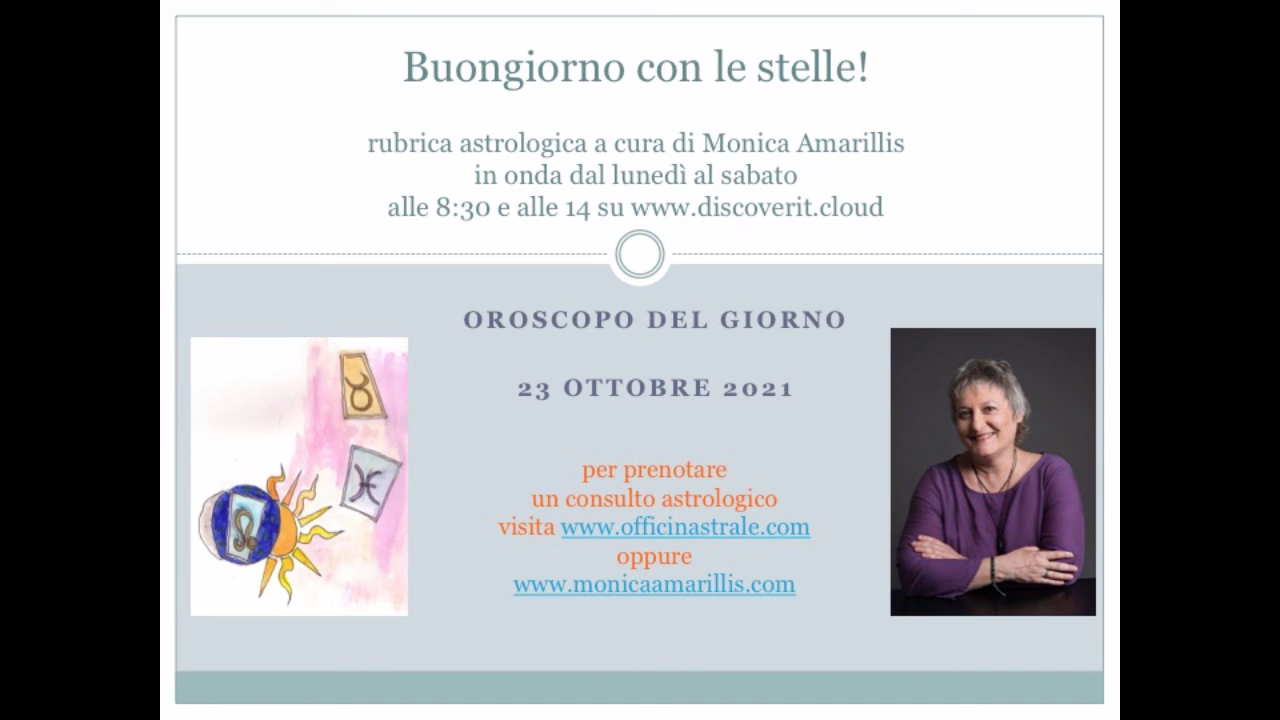 Buongiorno con le stelle!
rubrica astrologica a cura di Monica Amarillis
in onda dal lunedì al sabato
alle 8:30 e alle 14 su www.discoverit.cloud
OROSCOPO DEL GIORNO
23 OTTOBRE 2021
per prenotare
un consulto astrologico
visita www.officinastrale.com
oppure
www.monicaamarillis.com